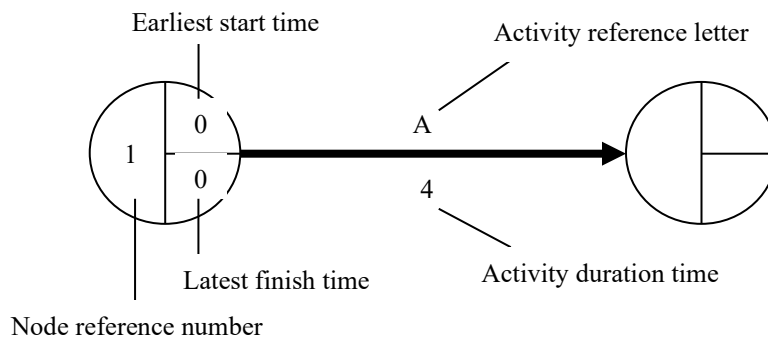 Earliest start time
Activity reference letter
0
A
1
0
4
Latest finish time
Activity duration time
Node reference number